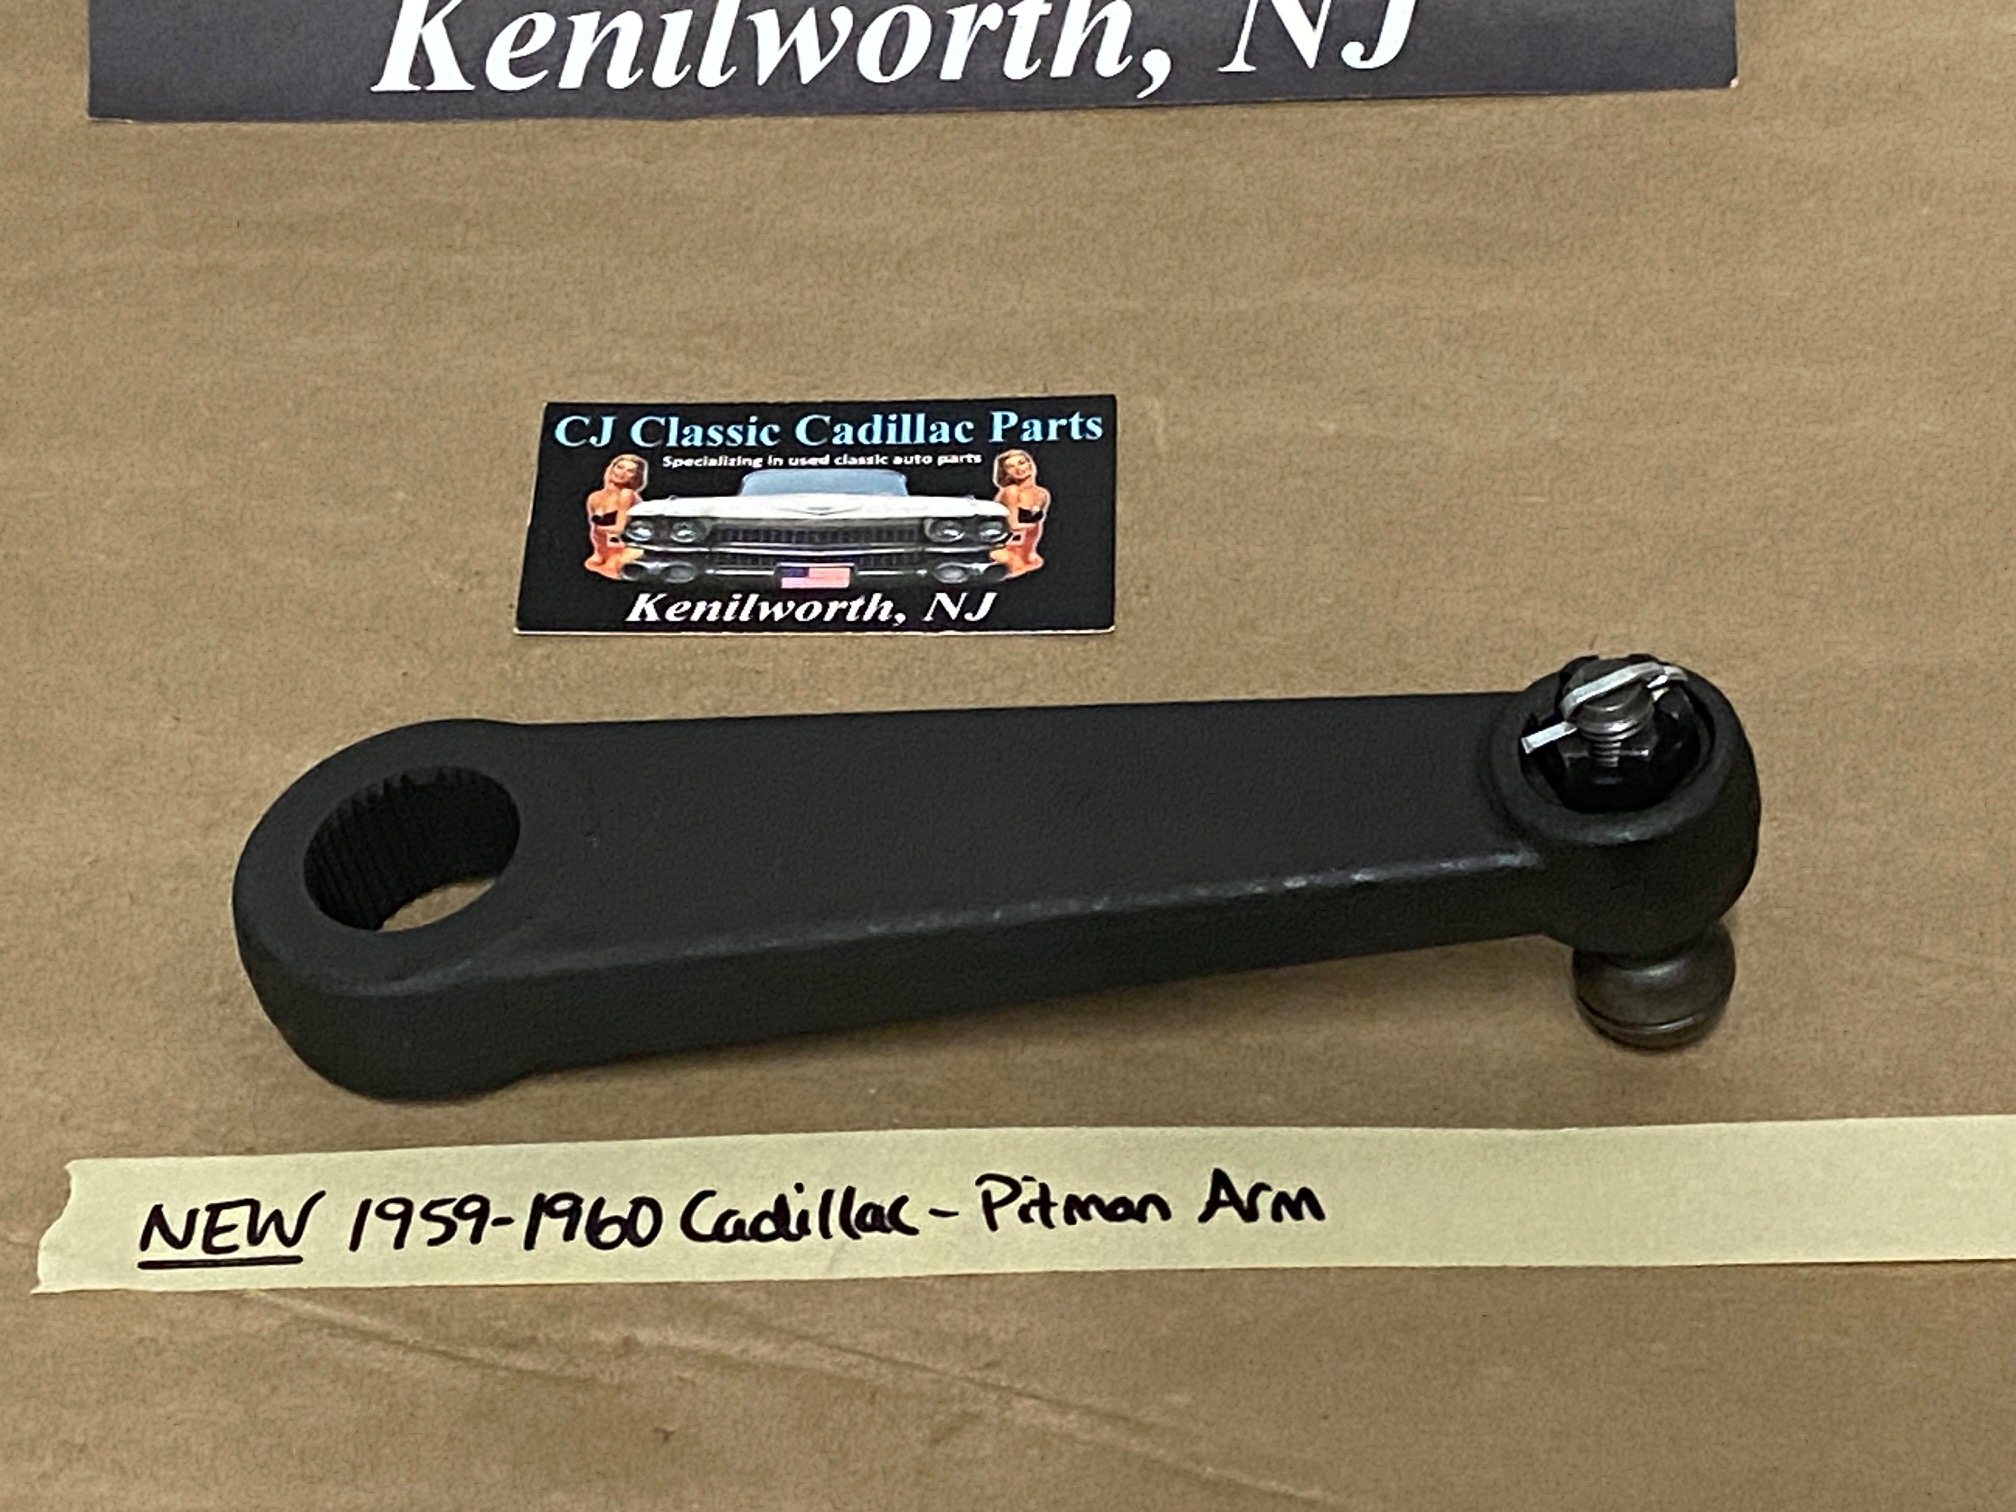 Kenilworth, NJ
CJ Classic Cadillac Parts
Specializing in used classic auto parts
Kenilworth, NJ
NEW 1959-1960 Cadillac - Pitman Arm